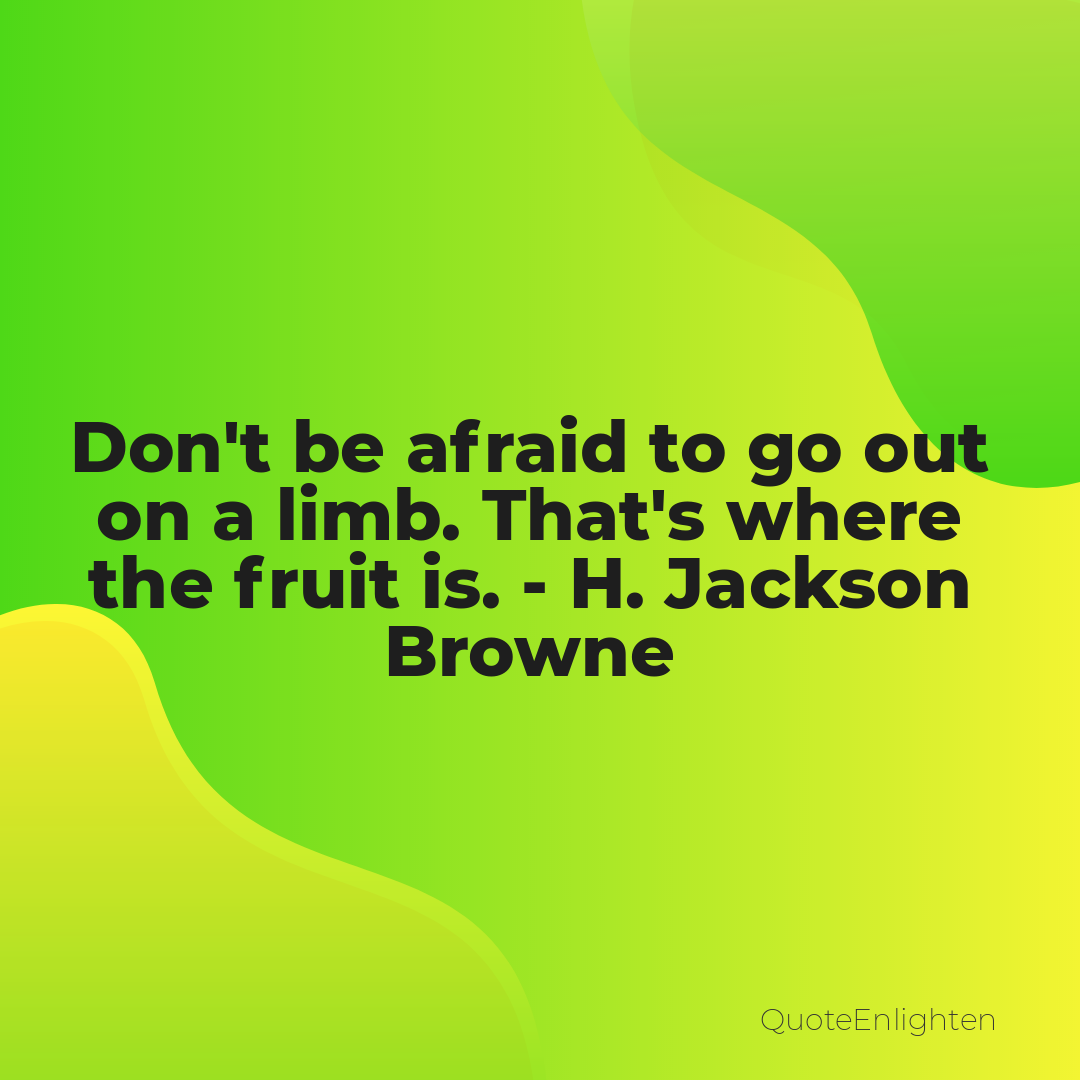 Don't be afraid to go out
on a limb. That's where
the fruit is. - H. Jackson
Browne
QuoteEnlighten